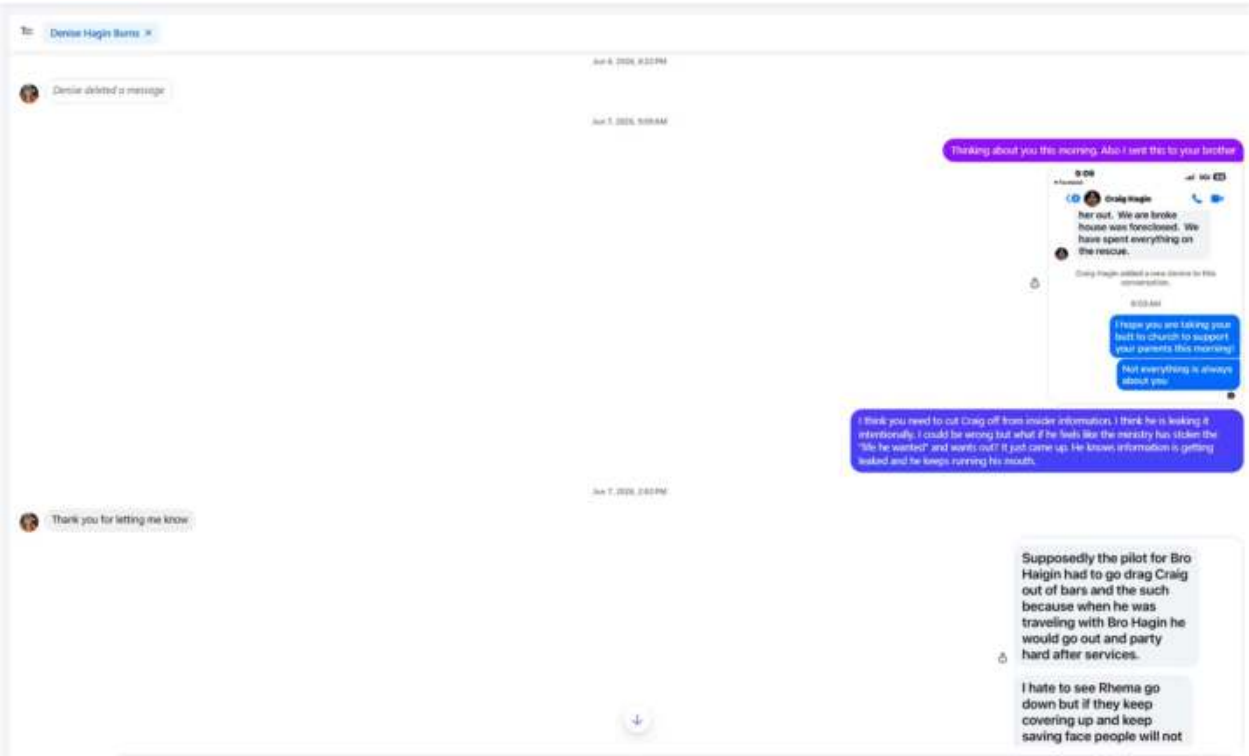 To:
Denise Hagin Burns ×
Denise deleted a message
Jun 7, 2026, 9:09 AM
Thinking about you this morning. Also I sent this to your brother
9:09
Craig Hagin
her out. We are broke
house was foreclosed. We
have spent everything on
the rescue.
Craig Hagin added a new device to this
conversation.
I hope you are taking your
butt to church to support
your parents this morning!
Not everything is always
about you
I think you need to cut Craig off from insider information. I think he is leaking it
intentionally. I could be wrong but what if he feels like the ministry has stolen the
"life he wanted" and wants out? It just came up. He knows information is getting
leaked and he keeps running his mouth.
Thank you for letting me know
Supposedly the pilot for Bro
Haigin had to go drag Craig
out of bars and the such
because when he was
traveling with Bro Hagin he
would go out and party
hard after services.
I hate to see Rhema go
down but if they keep
covering up and keep
saving face people will not